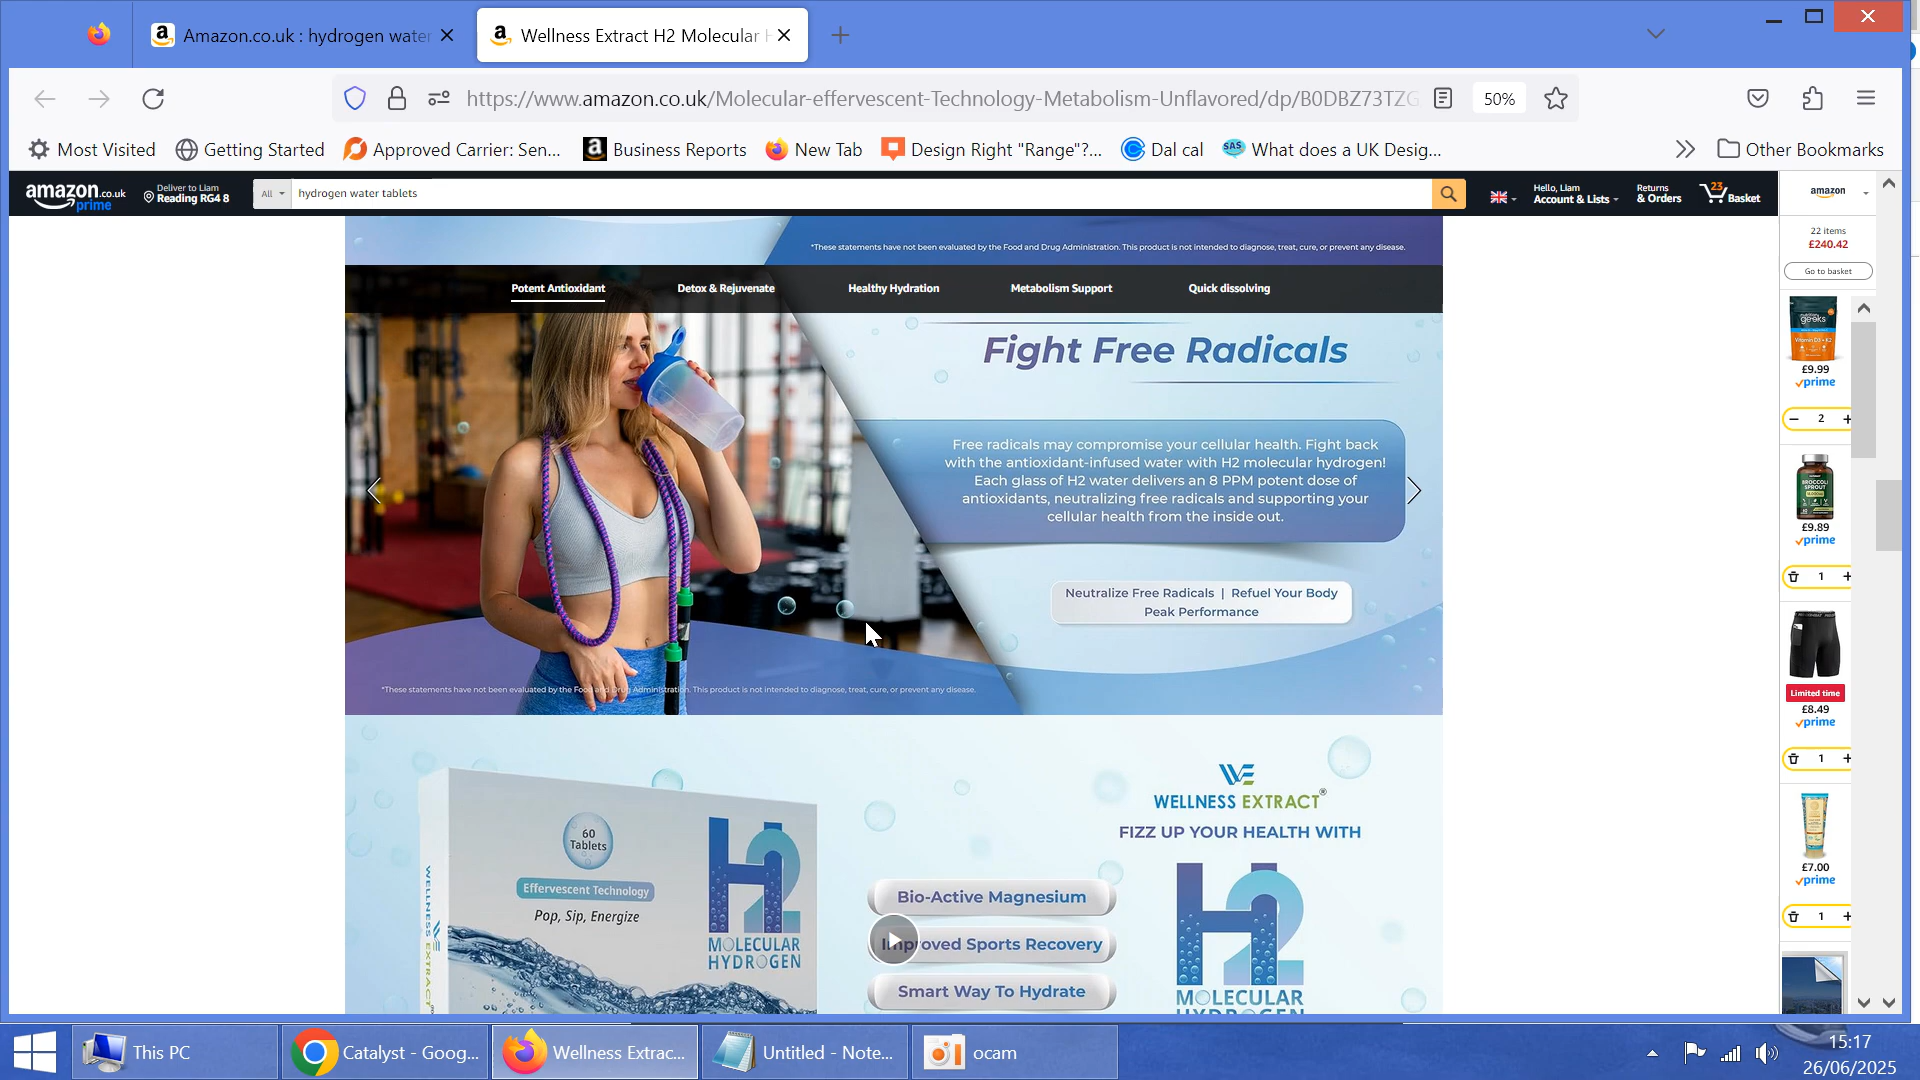 Amazon.co.uk : hydrogen water
Wellness Extract H2 Molecular H
https://www.amazon.co.uk/Molecular-effervescent-Technology-Metabolism-Unflavored/dp/B0DBZ73TZG
50%
Most Visited
Getting Started
Approved Carrier: Sen...
Business Reports
New Tab
Design Right "Range"?...
Dal cal
What does a UK Desig...
Other Bookmarks
amazon.co.uk
prime
Deliver to Liam
Reading RG4 8
All
hydrogen water tablets
Hello, Liam
Account & Lists
Returns
& Orders
23
Basket
amazon
22 items
£240.42
Go to basket
*These statements have not been evaluated by the Food and Drug Administration. This product is not intended to diagnose, treat, cure, or prevent any disease.
Potent Antioxidant
Detox & Rejuvenate
Healthy Hydration
Metabolism Support
Quick dissolving
Fight Free Radicals
Free radicals may compromise your cellular health. Fight back
with the antioxidant-infused water with H2 molecular hydrogen!
Each glass of H2 water delivers an 8 PPM potent dose of
antioxidants, neutralizing free radicals and supporting your
cellular health from the inside out.
Neutralize Free Radicals | Refuel Your Body
Peak Performance
*These statements have not been evaluated by the Food and Drug Administration. This product is not intended to diagnose, treat, cure, or prevent any disease.
geeks
Vitamin D3 + K2
£9.99
prime
2
BROCCOLI
SPROUT
£9.89
prime
1
Limited time
£8.49
prime
1
£7.00
prime
1
60
Tablets
Effervescent Technology
Pop, Sip, Energize
H2
MOLECULAR
HYDROGEN
WELLNESS EXTRACT
WE
WELLNESS EXTRACT®
FIZZ UP YOUR HEALTH WITH
Bio-Active Magnesium
Improved Sports Recovery
Smart Way To Hydrate
H2
MOLECULAR
HYDROGEN
This PC
Catalyst - Goog...
Wellness Extrac...
Untitled - Note...
ocam
15:17
26/06/2025